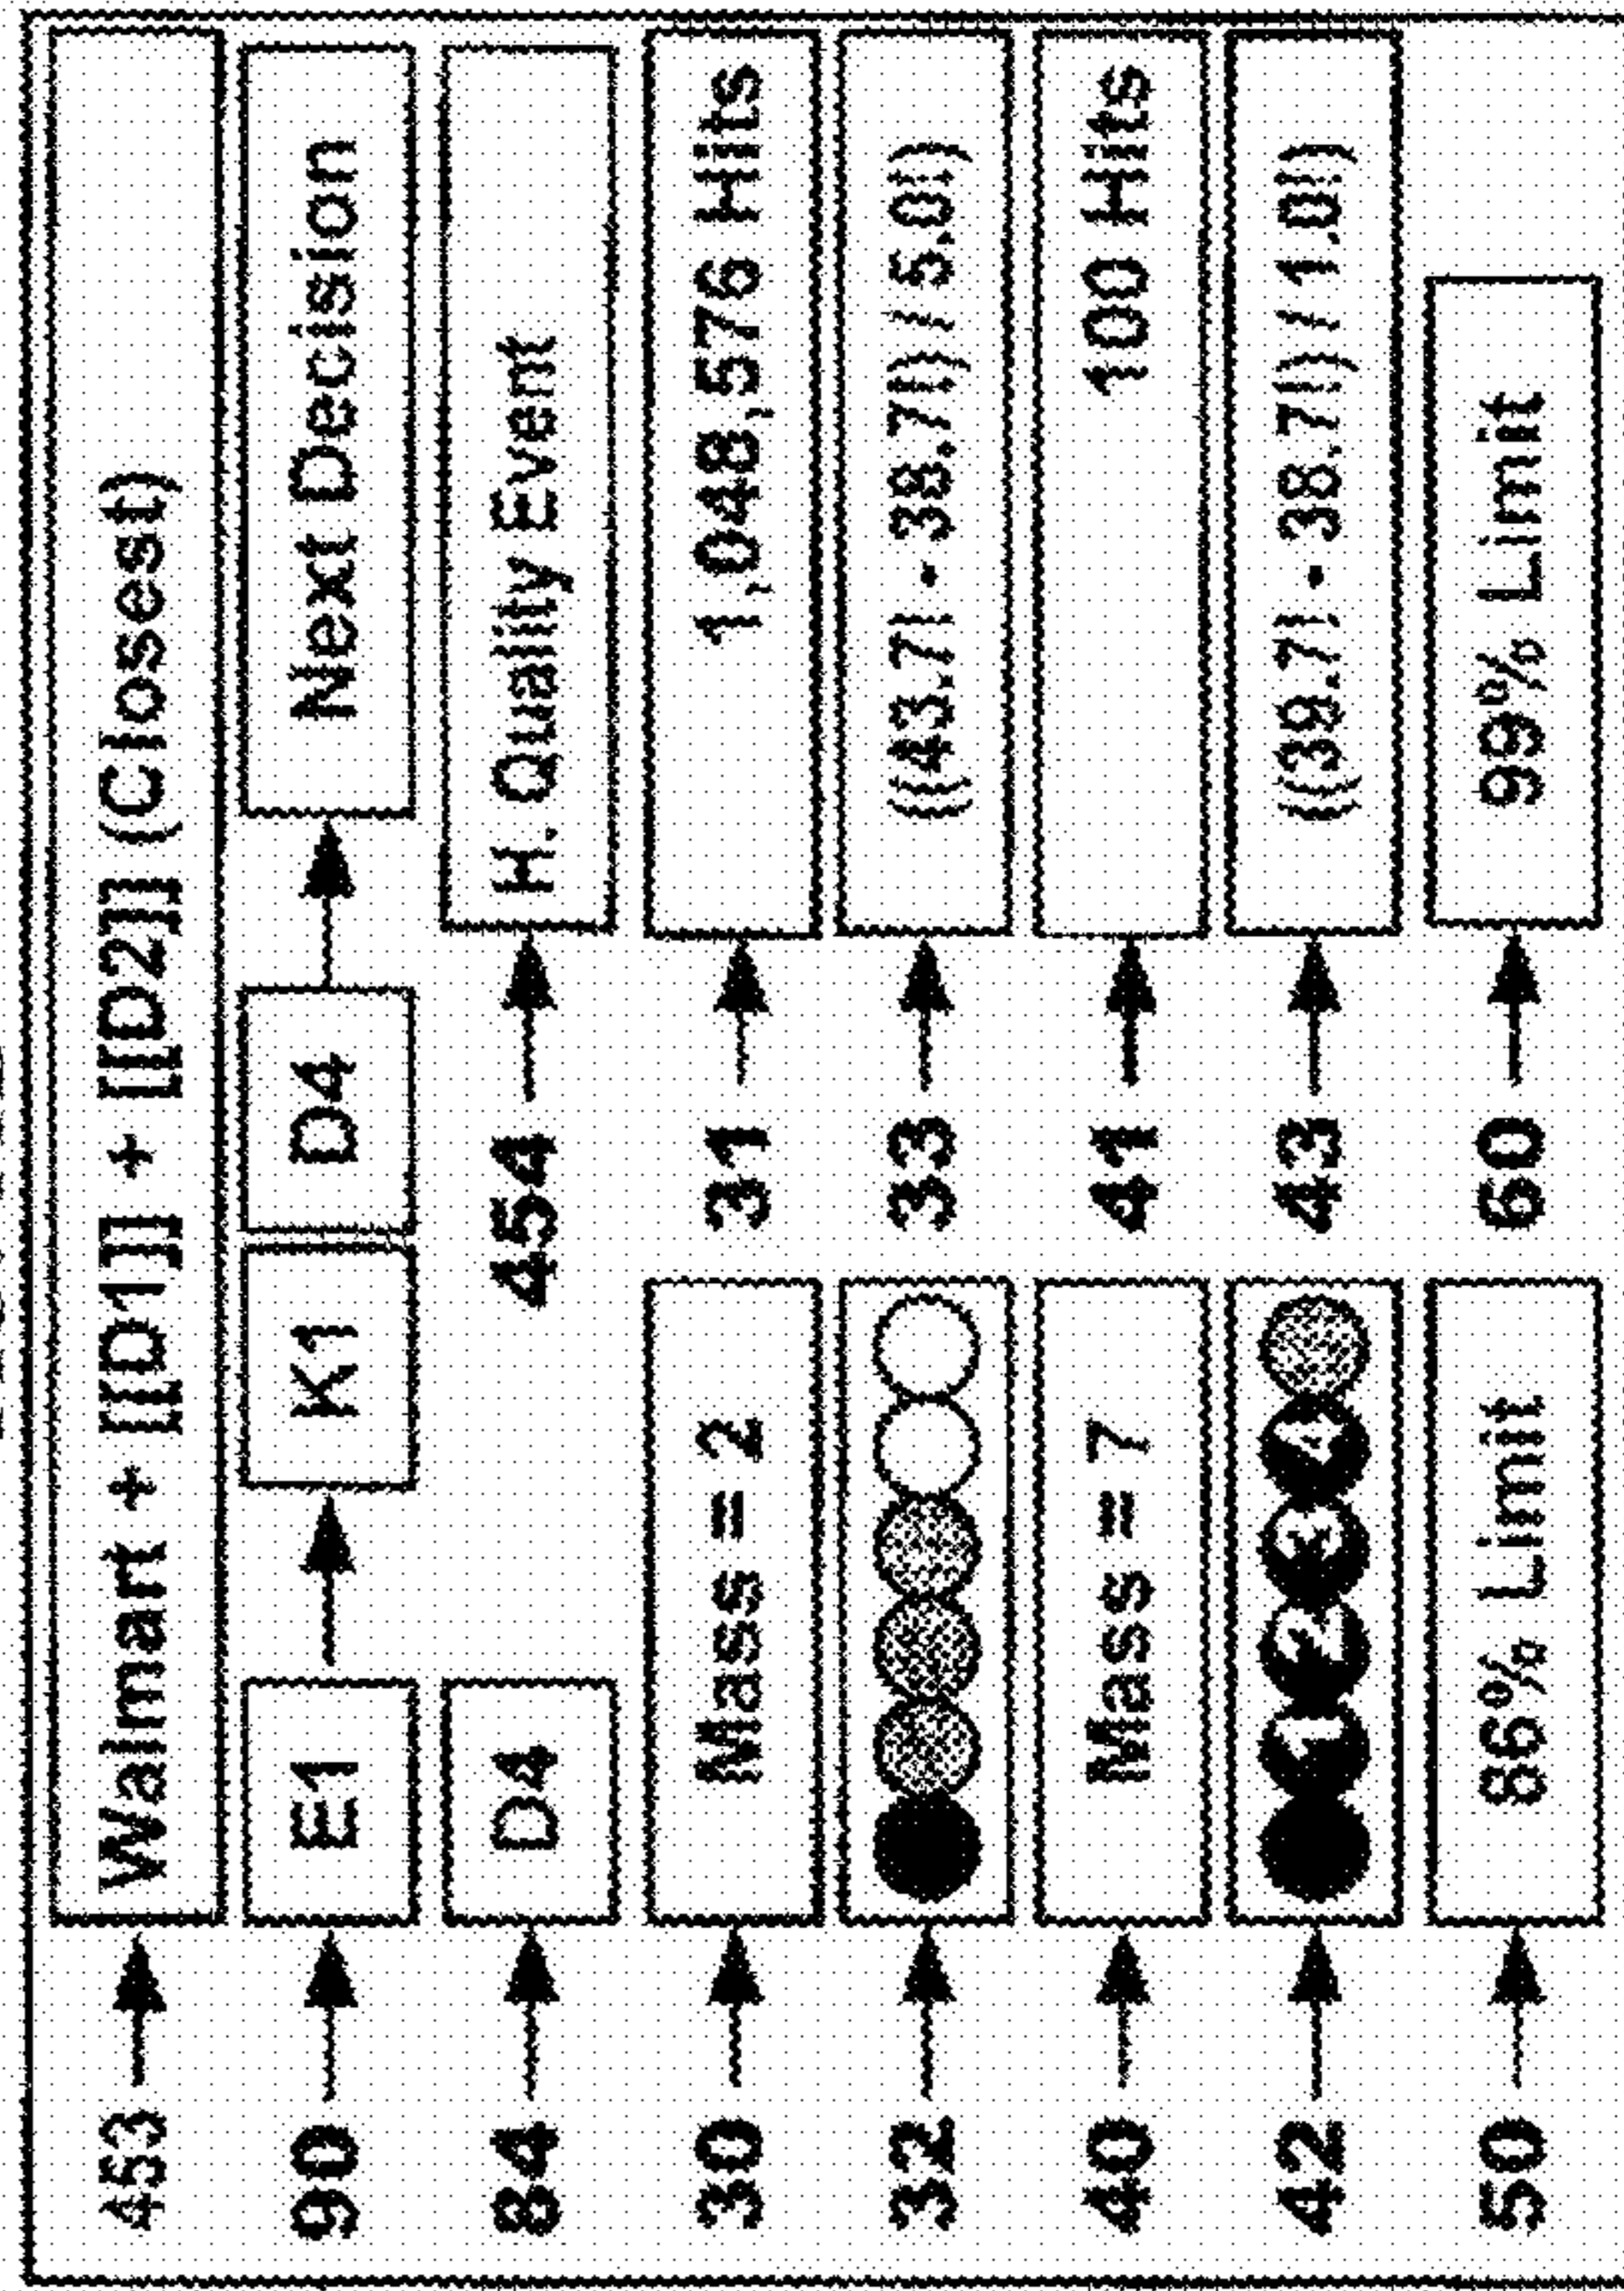 453 Walmart + [[D1]] + [[D2]] (Closest)
90 E1 K1 D4 Next Decision
84 D4 454 H. Quality Event
30 Mass = 2 31 1,048,576 Hits
32 33 ((43.7!) - 38.7!) / 5.0!)
40 Mass = 7 41 100 Hits
42 1 2 3 4 43 ((39.7! - 38.7!) / 1.0!)
50 86% Limit 60 99% Limit